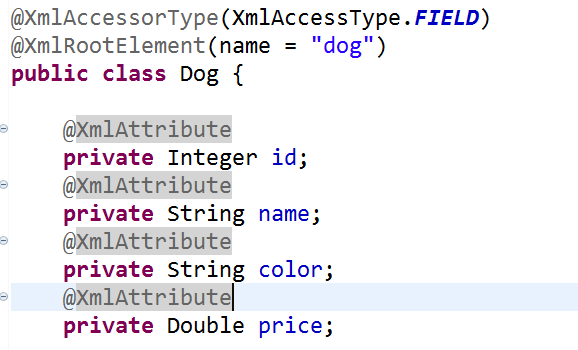 @XmlAccessorType(XmlAccessType.FIELD)
@XmlRootElement(name = "dog")
public class Dog {
@XmlAttribute
private Integer id;
@XmlAttribute
private String name;
@XmlAttribute
private String color;
@XmlAttribute
private Double price;